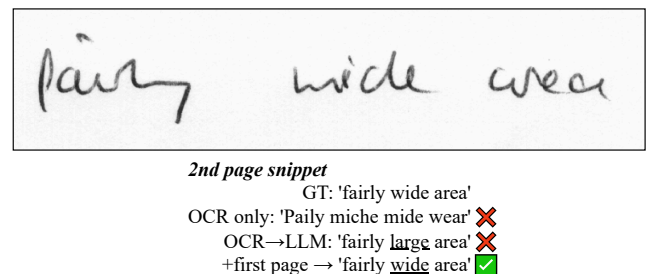 fairly wide area
2nd page snippet
GT: 'fairly wide area'
OCR only: 'Paily miche mide wear' ❌
OCR→LLM: 'fairly large area' ❌
+first page → 'fairly wide area' ✅